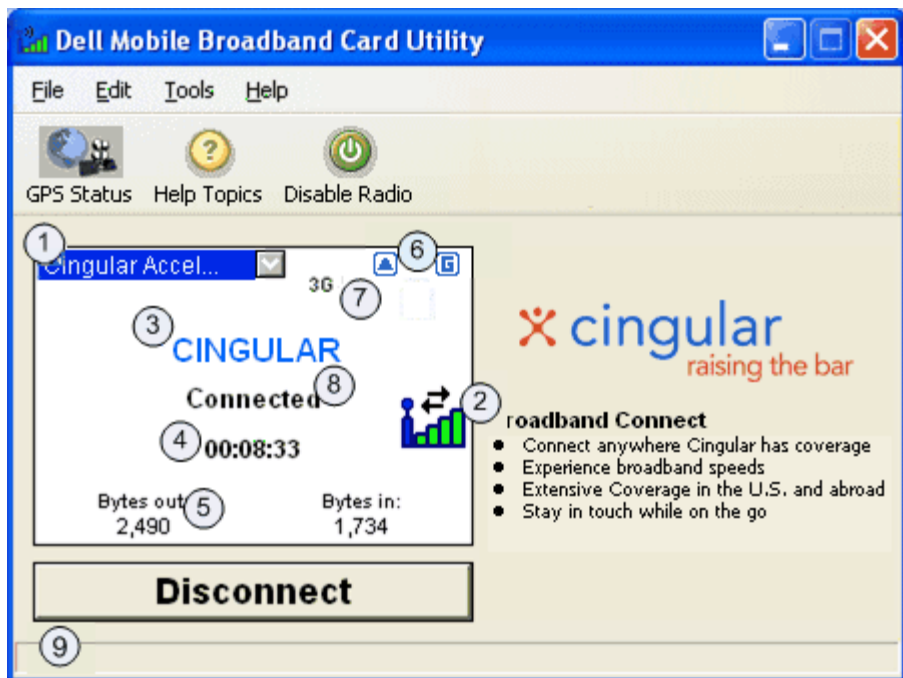 Dell Mobile Broadband Card Utility
File Edit Tools Help
GPS Status Help Topics Disable Radio
1
Cingular Accel...
6
G
3G
7
3
CINGULAR
8
Connected
2
4
00:08:33
Bytes out
5
Bytes in:
2,490
1,734
Disconnect
9
cingular
raising the bar
roadband Connect
Connect anywhere Cingular has coverage
Experience broadband speeds
Extensive Coverage in the U.S. and abroad
Stay in touch while on the go